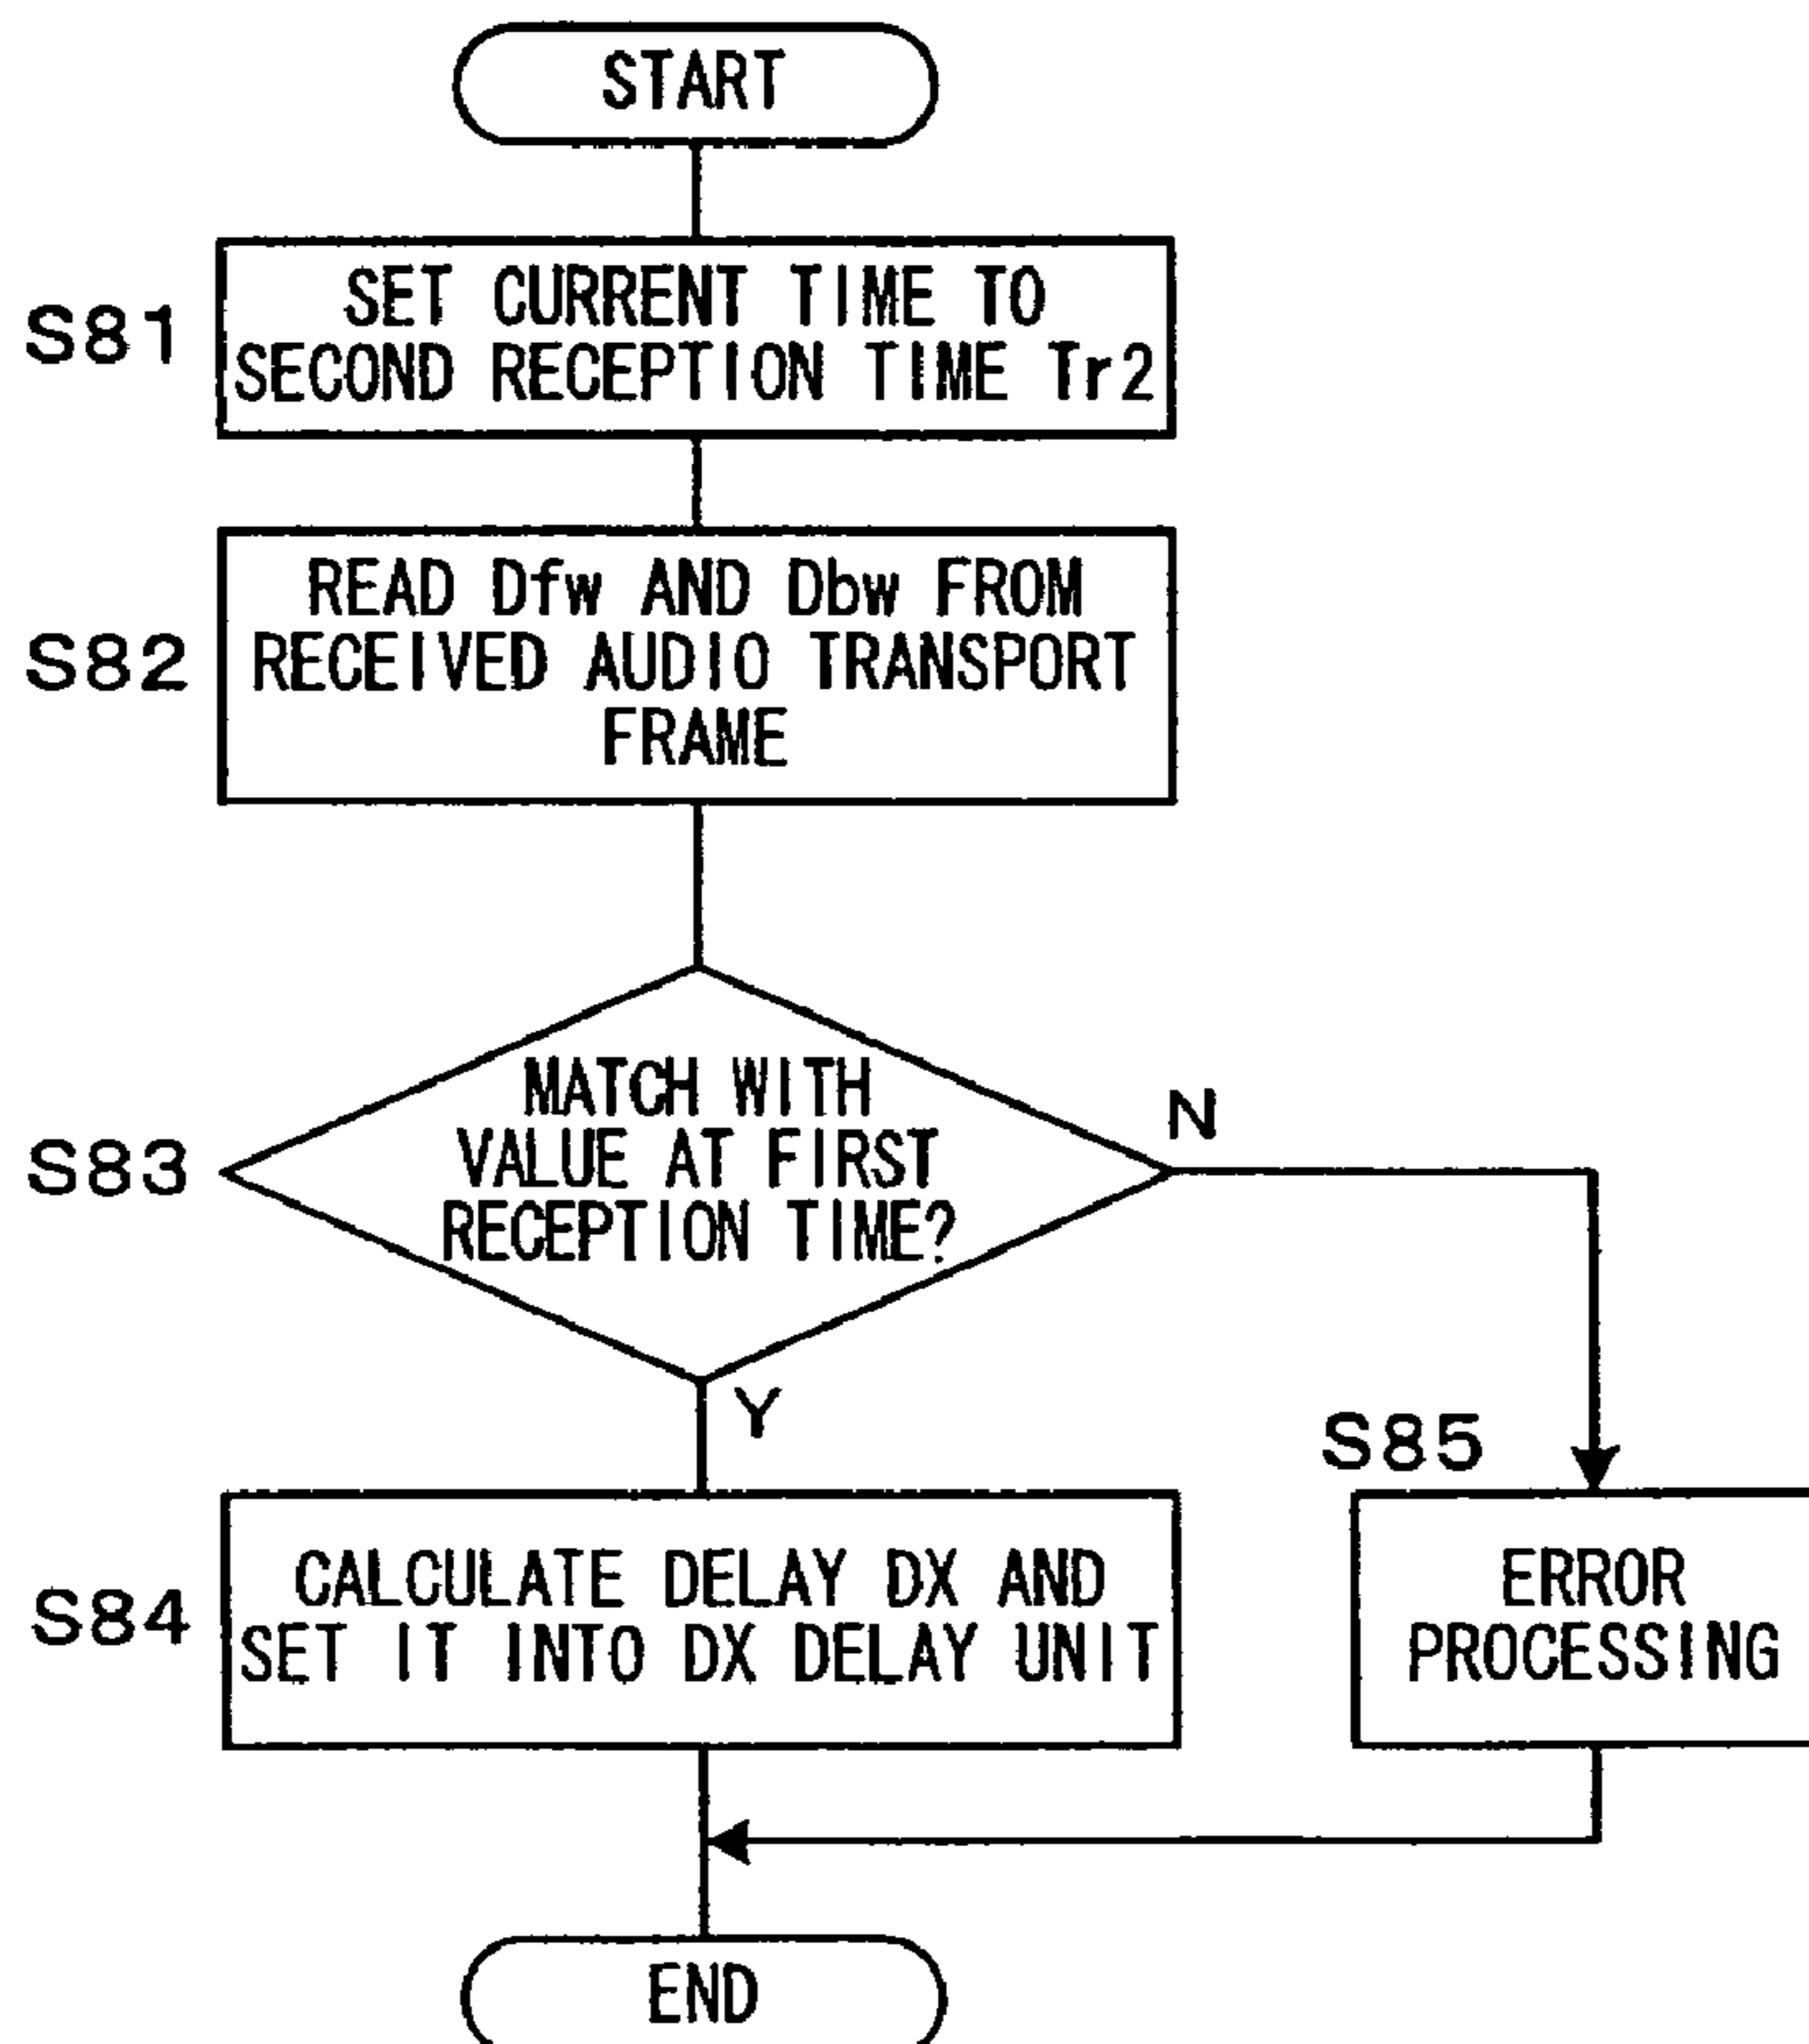 START
S81
SET CURRENT TIME TO
SECOND RECEPTION TIME Tr2
S82
READ Dfw AND Dbw FROM
RECEIVED AUDIO TRANSPORT
FRAME
S83
MATCH WITH
VALUE AT FIRST
RECEPTION TIME?
N
Y
S84
CALCULATE DELAY DX AND
SET IT INTO DX DELAY UNIT
S85
ERROR
PROCESSING
END